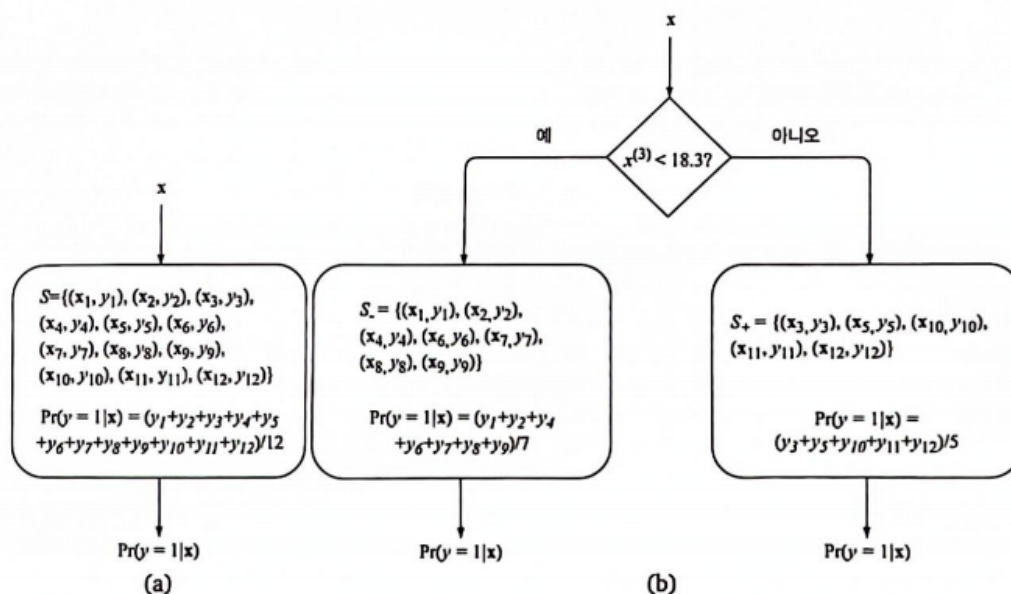 x
예
아니오
x⁽³⁾ < 18.3?
x
S={(x₁, y₁), (x₂, y₂), (x₃, y₃),
(x₄, y₄), (x₅, y₅), (x₆, y₆),
(x₇, y₇), (x₈, y₈), (x₉, y₉),
(x₁₀, y₁₀), (x₁₁, y₁₁), (x₁₂, y₁₂)}
Pr(y = 1|x) = (y₁+y₂+y₃+y₄+y₅
+y₆+y₇+y₈+y₉+y₁₀+y₁₁+y₁₂)/12
S₋ = {(x₁, y₁), (x₂, y₂),
(x₄, y₄), (x₆, y₆), (x₇, y₇),
(x₈, y₈), (x₉, y₉)}
Pr(y = 1|x) = (y₁+y₂+y₄
+y₆+y₇+y₈+y₉)/7
S₊ = {(x₃, y₃), (x₅, y₅), (x₁₀, y₁₀),
(x₁₁, y₁₁), (x₁₂, y₁₂)}
Pr(y = 1|x) =
(y₃+y₅+y₁₀+y₁₁+y₁₂)/5
Pr(y = 1|x)
Pr(y = 1|x)
Pr(y = 1|x)
(a)
(b)